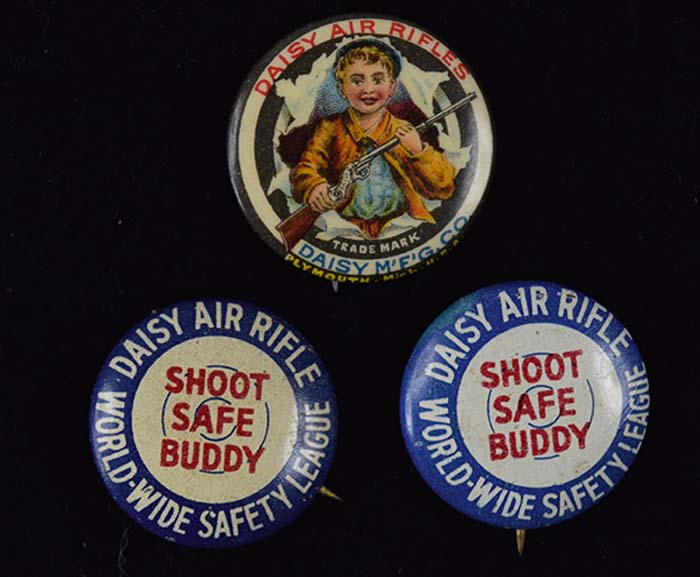 DAISY AIR RIFLES
TRADE MARK
DAISY M'F'G. CO.
PLYMOUTH - Mich. U.S.A.
DAISY AIR RIFLE
SHOOT
SAFE
BUDDY
WORLD-WIDE SAFETY LEAGUE
DAISY AIR RIFLE
SHOOT
SAFE
BUDDY
WORLD-WIDE SAFETY LEAGUE